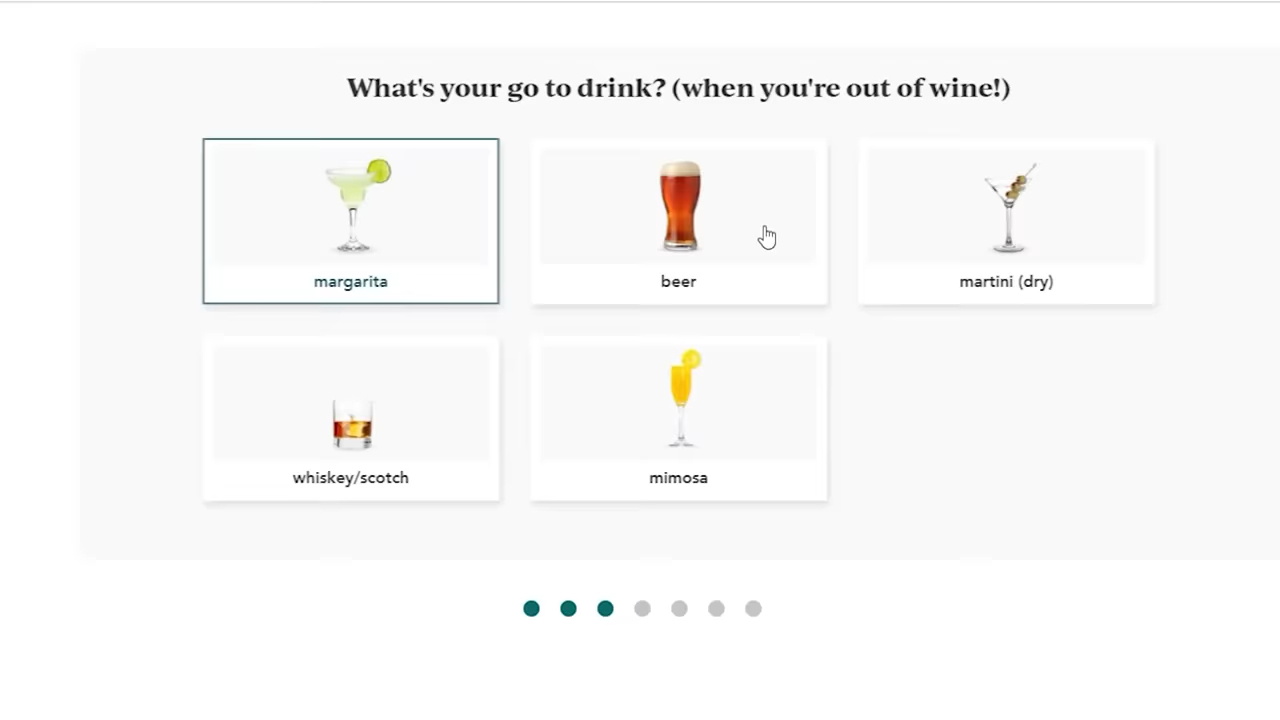 What's your go to drink? (when you're out of wine!)
margarita
beer
martini (dry)
whiskey/scotch
mimosa